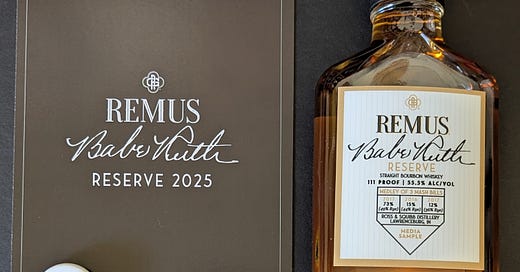 REMUS
Babe Ruth
RESERVE 2025
REMUS
Babe Ruth
RESERVE
STRAIGHT BOURBON WHISKEY
111 PROOF | 55.5% ALC/VOL
MEDLEY OF 3 MASH BILLS
73% 15% 12%
ROSS & SQUIBB DISTILLERY
LAWRENCEBURG, IN
MEDIA
SAMPLE